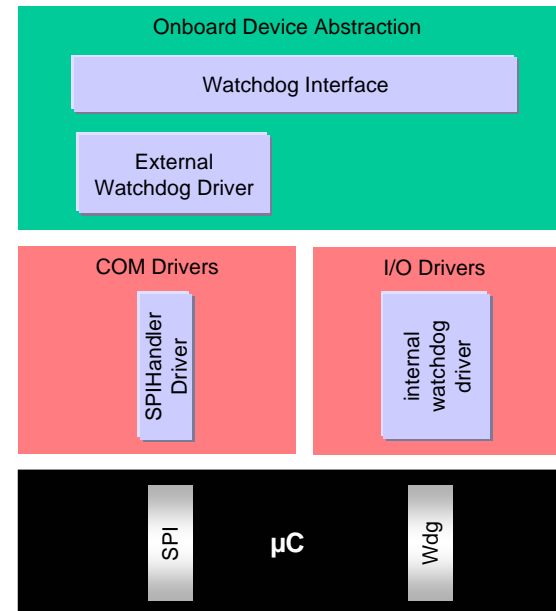 Onboard Device Abstraction
Watchdog Interface
External
Watchdog Driver
COM Drivers
SPIHandler
Driver
I/O Drivers
internal
watchdog
driver
SPI
µC
Wdg